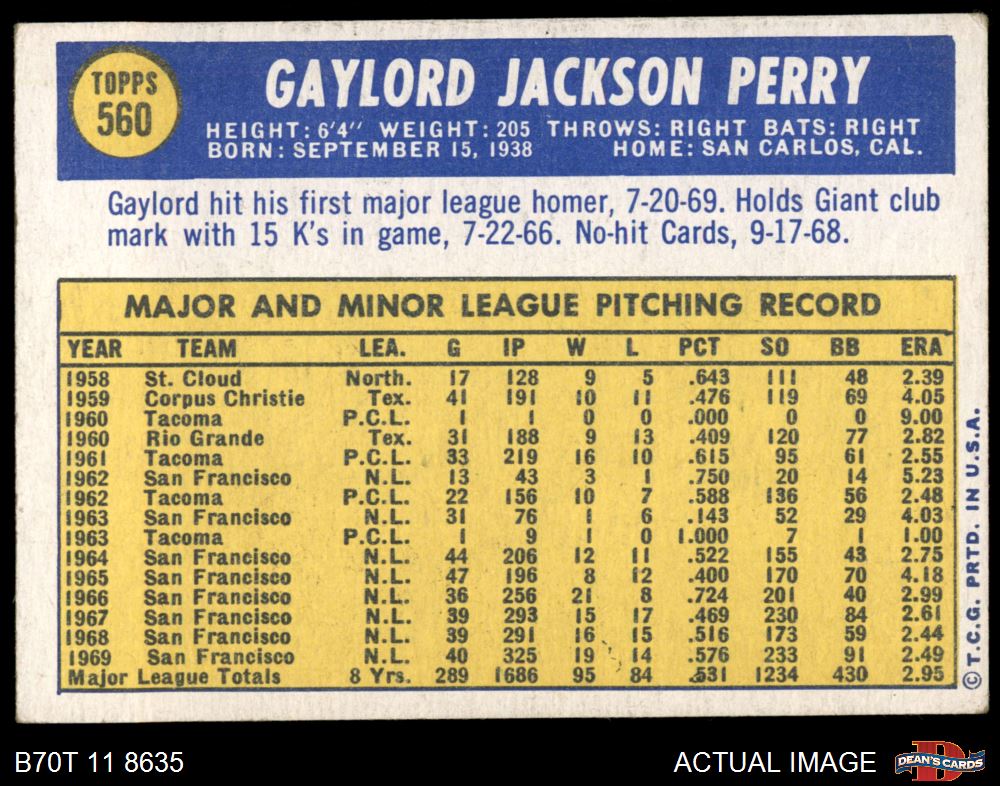 TOPPS
560
GAYLORD JACKSON PERRY
HEIGHT: 6'4" WEIGHT: 205 THROWS: RIGHT BATS: RIGHT
BORN: SEPTEMBER 15, 1938 HOME: SAN CARLOS, CAL.
Gaylord hit his first major league homer, 7-20-69. Holds Giant club
mark with 15 K's in game, 7-22-66. No-hit Cards, 9-17-68.
MAJOR AND MINOR LEAGUE PITCHING RECORD
YEAR TEAM LEA. G IP W L PCT SO BB ERA
1958 St. Cloud North. 17 128 9 5 .643 111 48 2.39
1959 Corpus Christie Tex. 41 191 10 11 .476 119 69 4.05
1960 Tacoma P.C.L. 1 1 0 0 .000 0 0 9.00
1960 Rio Grande Tex. 31 188 9 13 .409 120 77 2.82
1961 Tacoma P.C.L. 33 219 16 10 .615 95 61 2.55
1962 San Francisco N.L. 13 43 3 1 .750 20 14 5.23
1962 Tacoma P.C.L. 22 156 10 7 .588 136 56 2.48
1963 San Francisco N.L. 31 76 1 6 .143 52 29 4.03
1963 Tacoma P.C.L. 1 9 1 0 1.000 7 1 1.00
1964 San Francisco N.L. 44 206 12 11 .522 155 43 2.75
1965 San Francisco N.L. 47 196 8 12 .400 170 70 4.18
1966 San Francisco N.L. 36 256 21 8 .724 201 40 2.99
1967 San Francisco N.L. 39 293 15 17 .469 230 84 2.61
1968 San Francisco N.L. 39 291 16 15 .516 173 59 2.44
1969 San Francisco N.L. 40 325 19 14 .576 233 91 2.49
Major League Totals 8 Yrs. 289 1686 95 84 .531 1234 430 2.95
© T.C.G. PRTD. IN U.S.A.
B70T 11 8635 ACTUAL IMAGE
D
DEAN'S CARDS